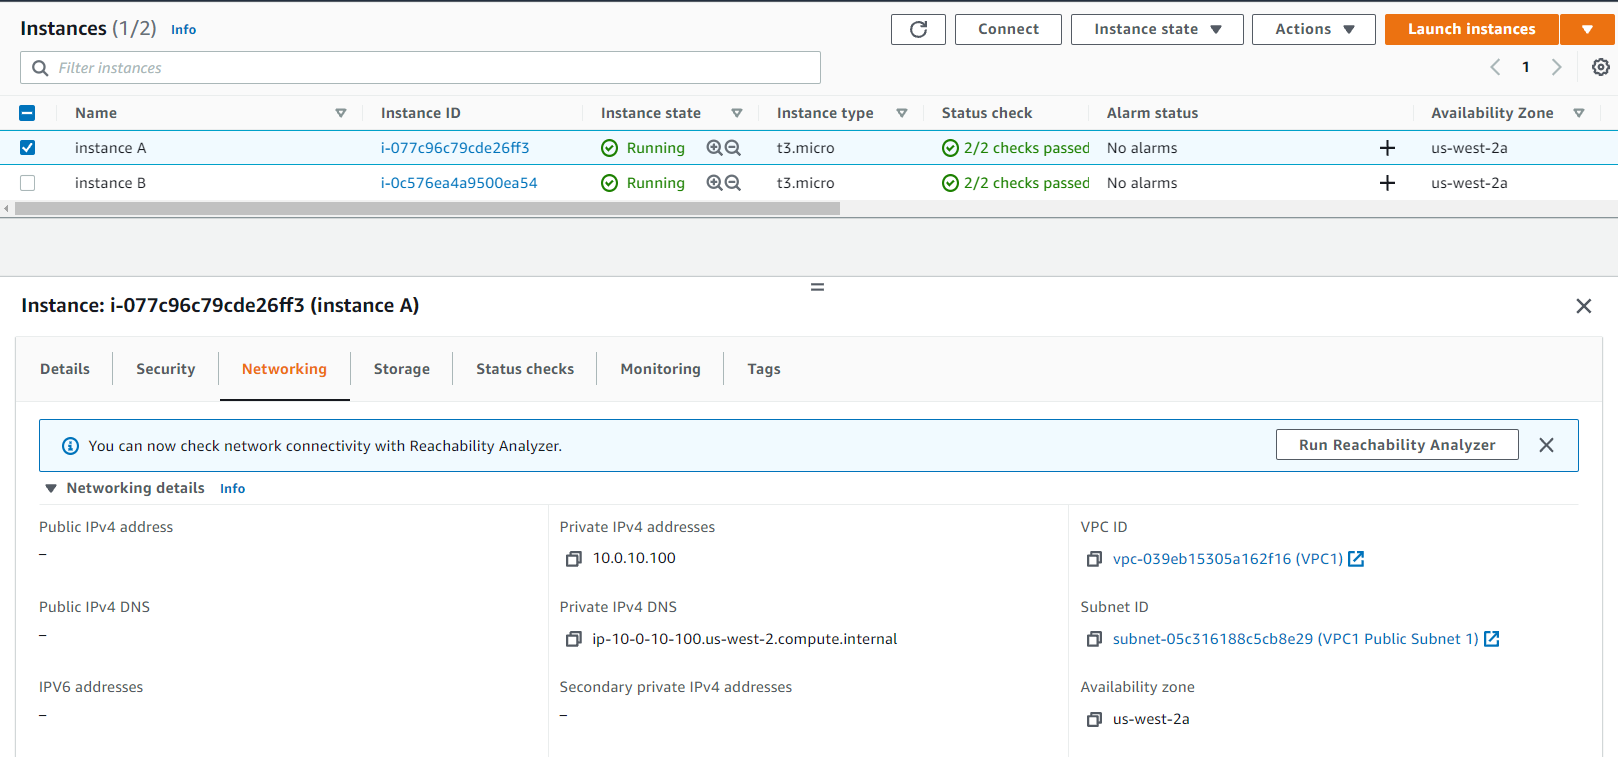 Instances (1/2) Info Connect Instance state Actions Launch instances
Filter instances 1
Name Instance ID Instance state Instance type Status check Alarm status Availability Zone
instance A i-077c96c79cde26ff3 Running t3.micro 2/2 checks passed No alarms us-west-2a
instance B i-0c576ea4a9500ea54 Running t3.micro 2/2 checks passed No alarms us-west-2a
Instance: i-077c96c79cde26ff3 (instance A)
Details Security Networking Storage Status checks Monitoring Tags
You can now check network connectivity with Reachability Analyzer. Run Reachability Analyzer
Networking details Info
Public IPv4 address Private IPv4 addresses VPC ID
– 10.0.10.100 vpc-039eb15305a162f16 (VPC1)
Public IPv4 DNS Private IPv4 DNS Subnet ID
– ip-10-0-10-100.us-west-2.compute.internal subnet-05c316188c5cb8e29 (VPC1 Public Subnet 1)
IPV6 addresses Secondary private IPv4 addresses Availability zone
– – us-west-2a